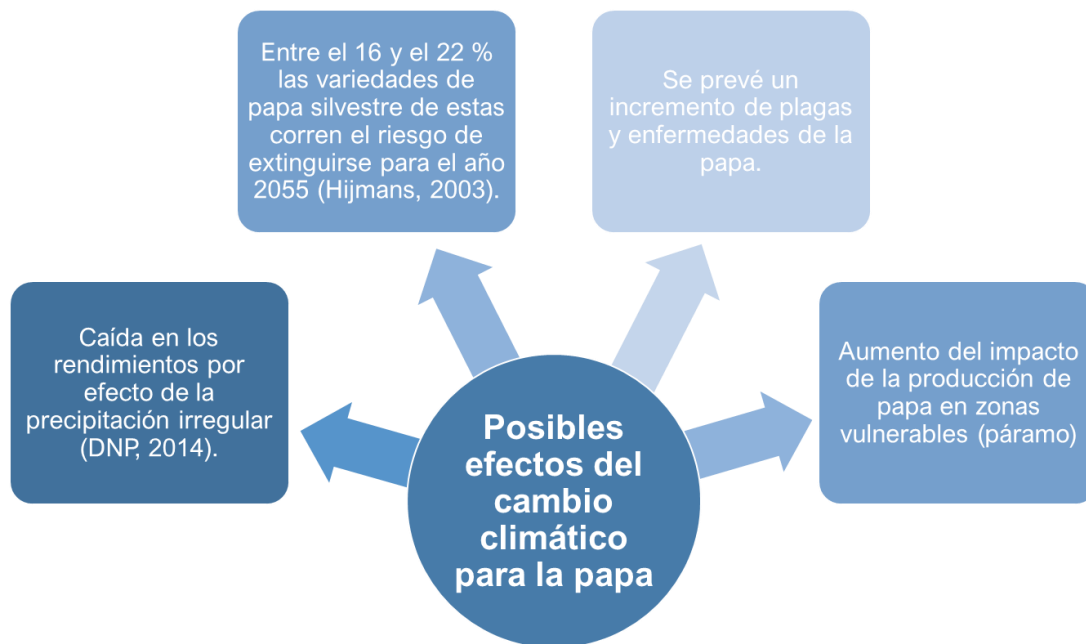 Entre el 16 y el 22 %
las variedades de
papa silvestre de estas
corren el riesgo de
extinguirse para el año
2055 (Hijmans, 2003).
Se prevé un
incremento de plagas
y enfermedades de la
papa.
Caída en los
rendimientos por
efecto de la
precipitación irregular
(DNP, 2014).
Aumento del impacto
de la producción de
papa en zonas
vulnerables (páramo)
Posibles
efectos del
cambio
climático
para la papa